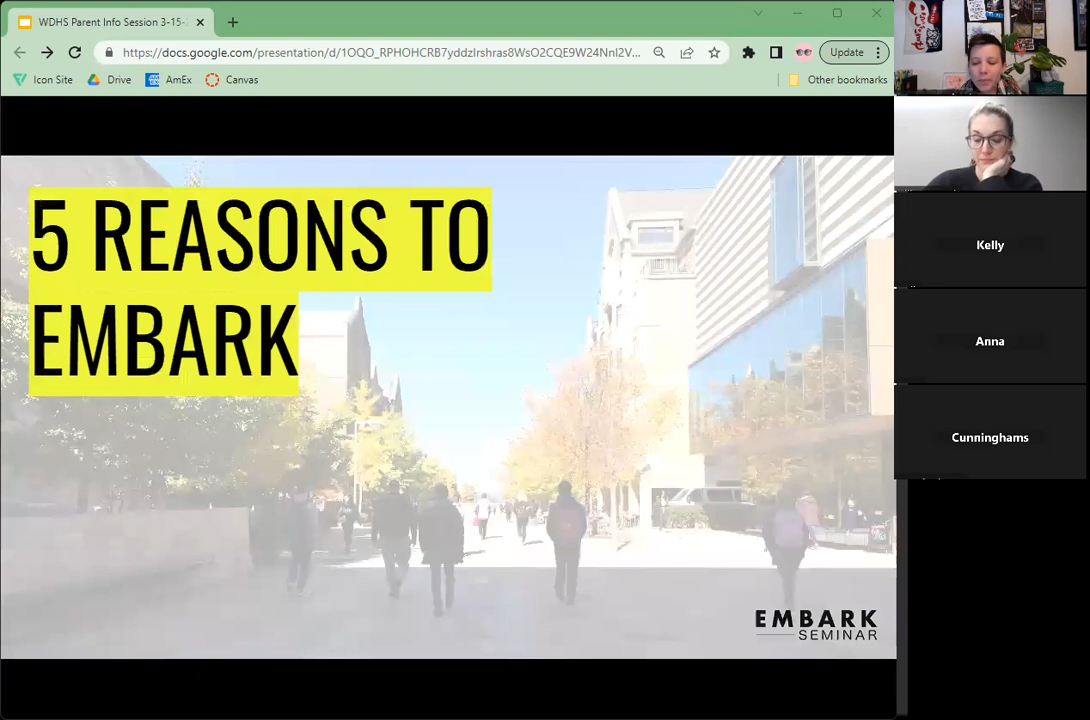 WDHS Parent Info Session 3-15-
https://docs.google.com/presentation/d/1OQO_RPHOHCRB7yddzIrshras8WsO2CQE9W24NnI2V...
Update
Icon Site
Drive
AmEx
Canvas
Other bookmarks
5 REASONS TO
EMBARK
EMBARK
SEMINAR
Kelly
Anna
Cunninghams